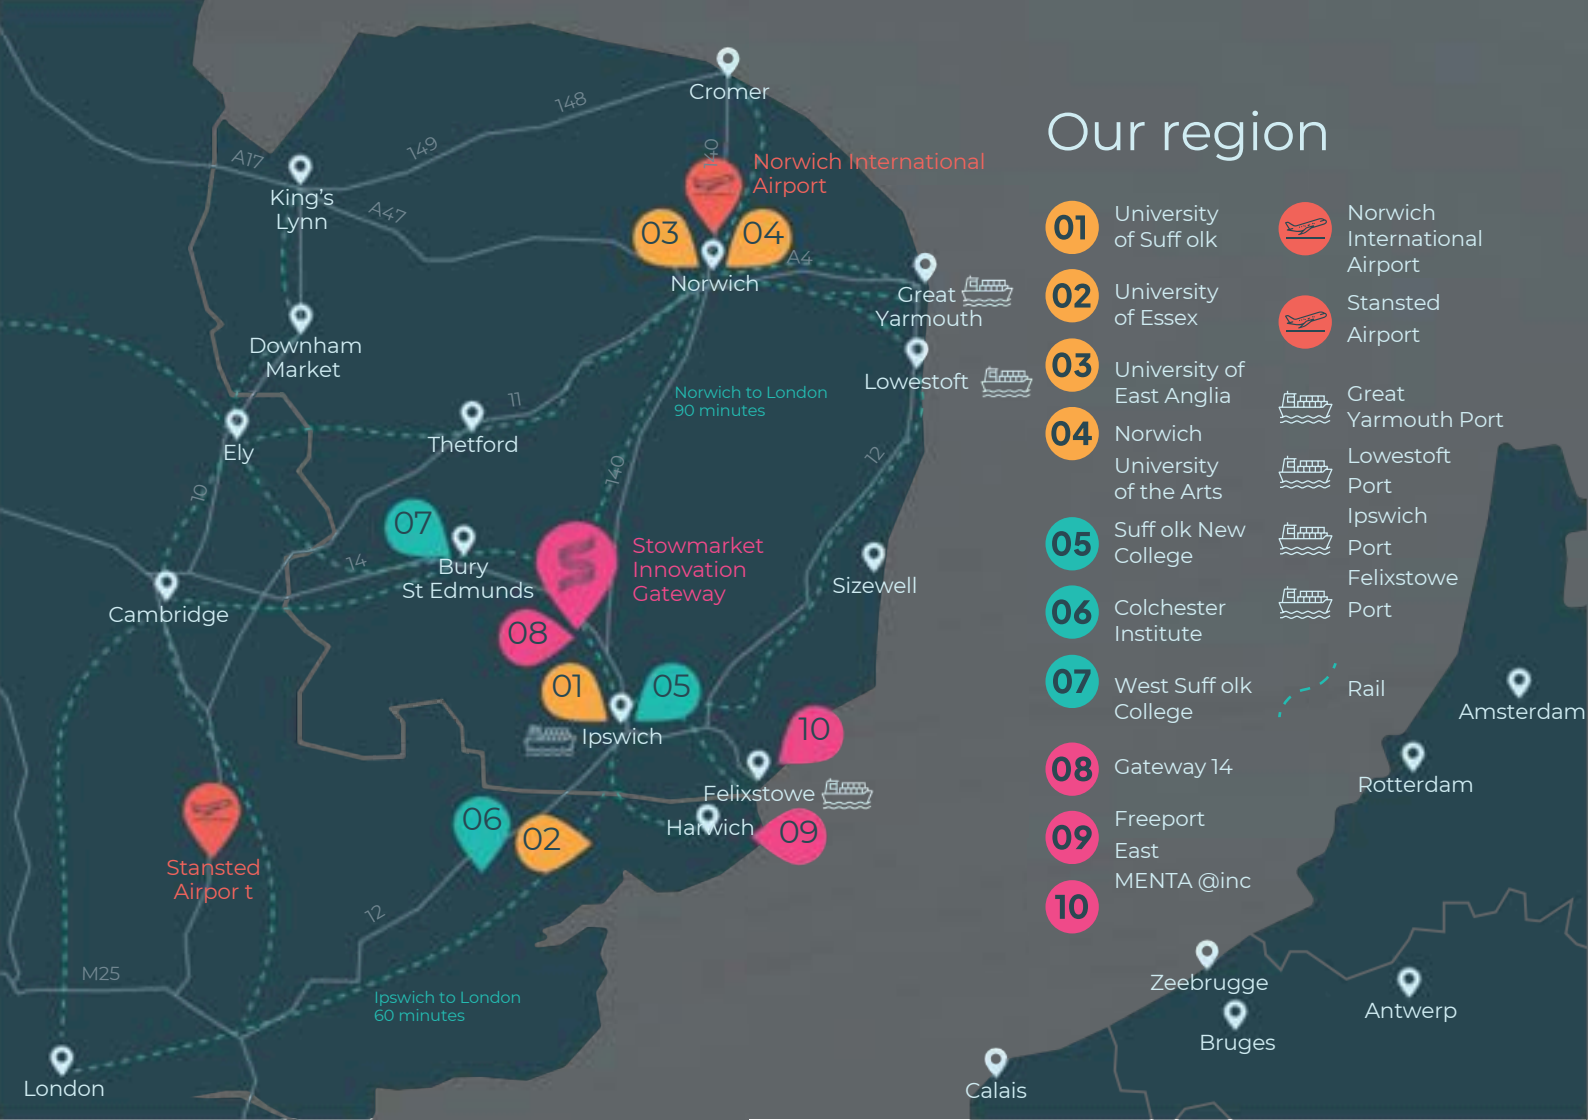 Cromer
148
149
A17
140
Norwich International
Airport
King's
Lynn
A47
03
04
A4
Norwich
Great
Yarmouth
Downham
Market
Lowestoft
Norwich to London
90 minutes
11
Thetford
Ely
12
140
10
07
14
Bury
St Edmunds
Stowmarket
Innovation
Gateway
Sizewell
Cambridge
08
01
05
Ipswich
10
Felixstowe
Harwich
09
06
02
Stansted
Airpor t
12
M25
Ipswich to London
60 minutes
London
Our region
01
University
of Suff olk
02
University
of Essex
03
University of
East Anglia
04
Norwich
University
of the Arts
05
Suff olk New
College
06
Colchester
Institute
07
West Suff olk
College
08
Gateway 14
09
Freeport
East
10
MENTA @inc
Norwich
International
Airport
Stansted
Airport
Great
Yarmouth Port
Lowestoft
Port
Ipswich
Port
Felixstowe
Port
Rail
Amsterdam
Rotterdam
Zeebrugge
Antwerp
Bruges
Calais